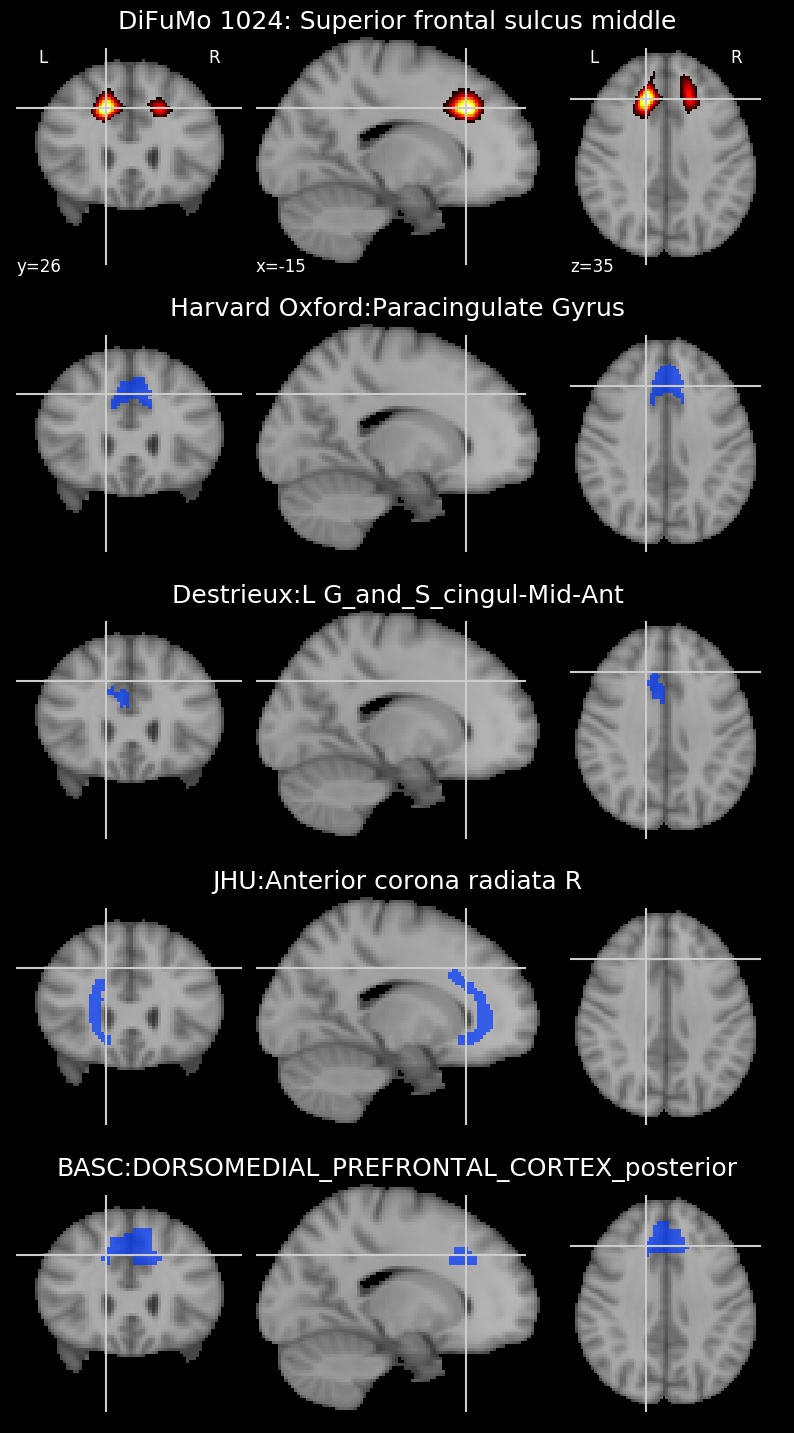 DiFuMo 1024: Superior frontal sulcus middle
L R L R
y=26 x=-15 z=35
Harvard Oxford:Paracingulate Gyrus
Destrieux:L G_and_S_cingul-Mid-Ant
JHU:Anterior corona radiata R
BASC:DORSOMEDIAL_PREFRONTAL_CORTEX_posterior